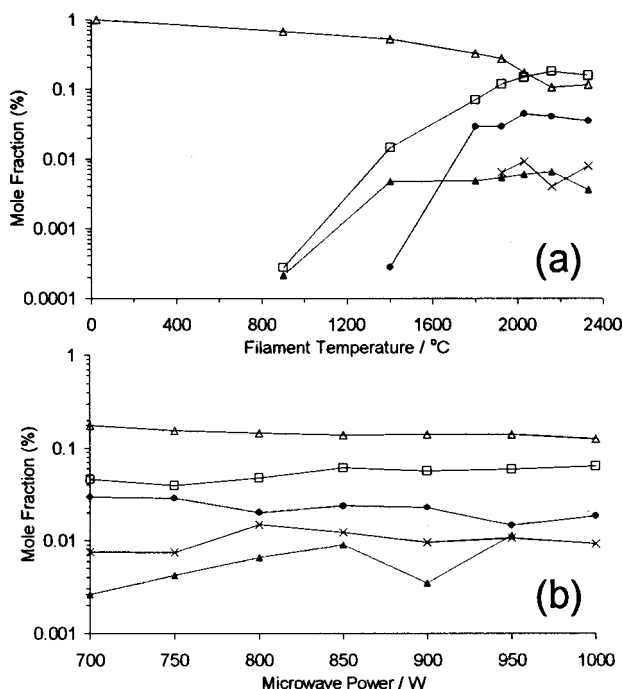 1
0.1
0.01
0.001
0.0001
Mole Fraction (%)
(a)
0 400 800 1200 1600 2000 2400
Filament Temperature / °C
1
0.1
0.01
0.001
Mole Fraction (%)
(b)
700 750 800 850 900 950 1000
Microwave Power / W